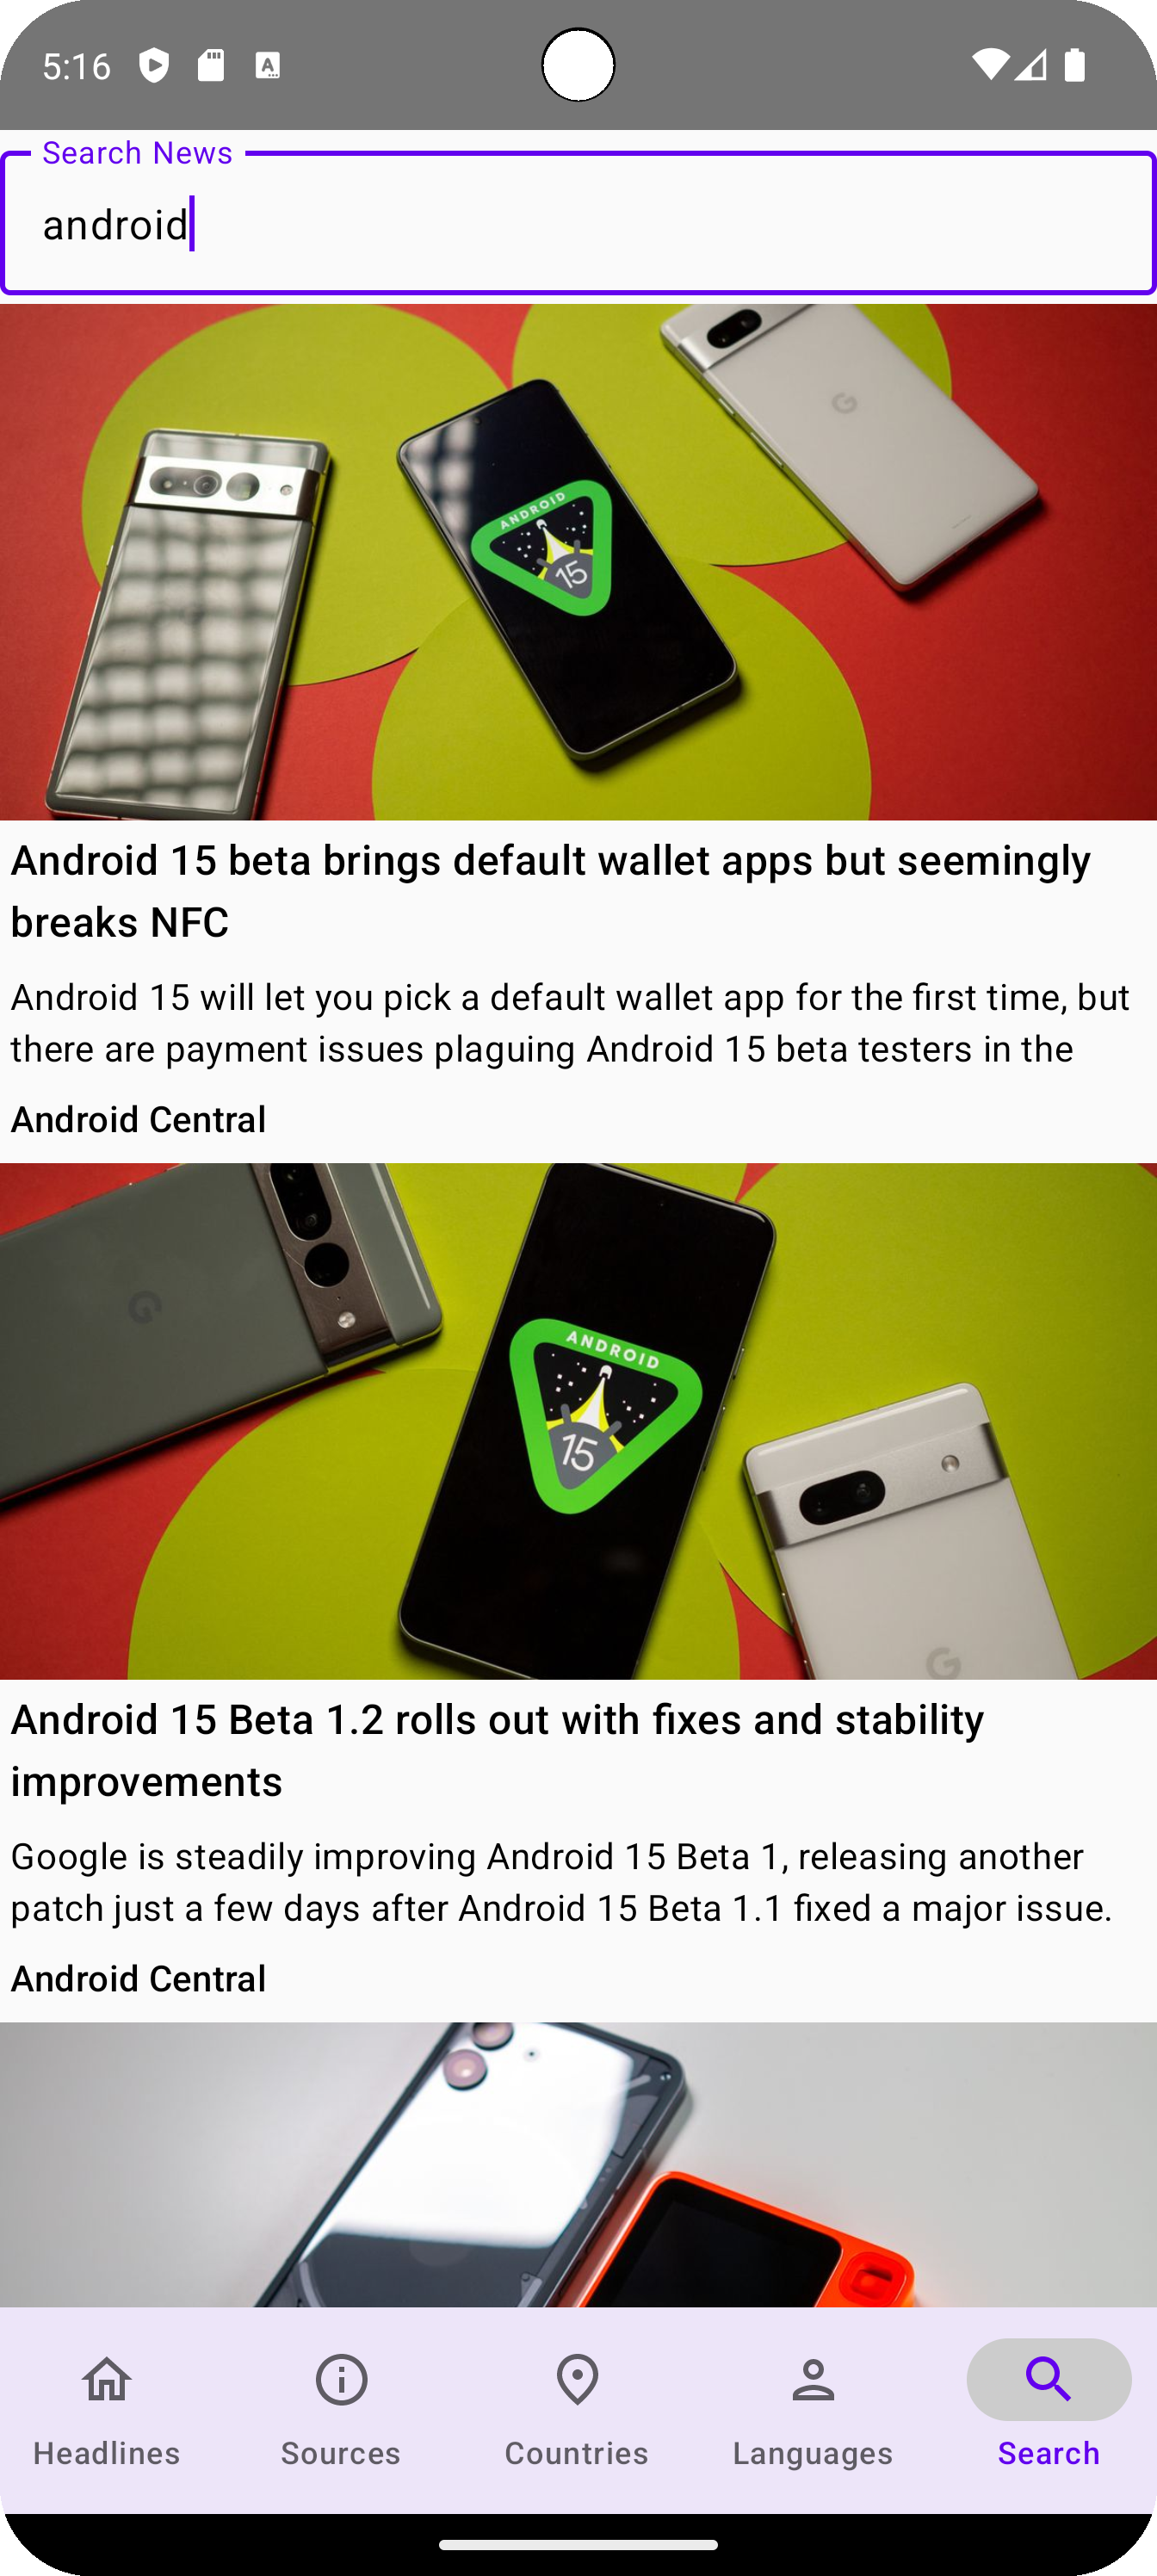 5:16
Search News
android
ANDROID
15
Android 15 beta brings default wallet apps but seemingly
breaks NFC
Android 15 will let you pick a default wallet app for the first time, but
there are payment issues plaguing Android 15 beta testers in the
Android Central
ANDROID
15
Android 15 Beta 1.2 rolls out with fixes and stability
improvements
Google is steadily improving Android 15 Beta 1, releasing another
patch just a few days after Android 15 Beta 1.1 fixed a major issue.
Android Central
Headlines Sources Countries Languages Search